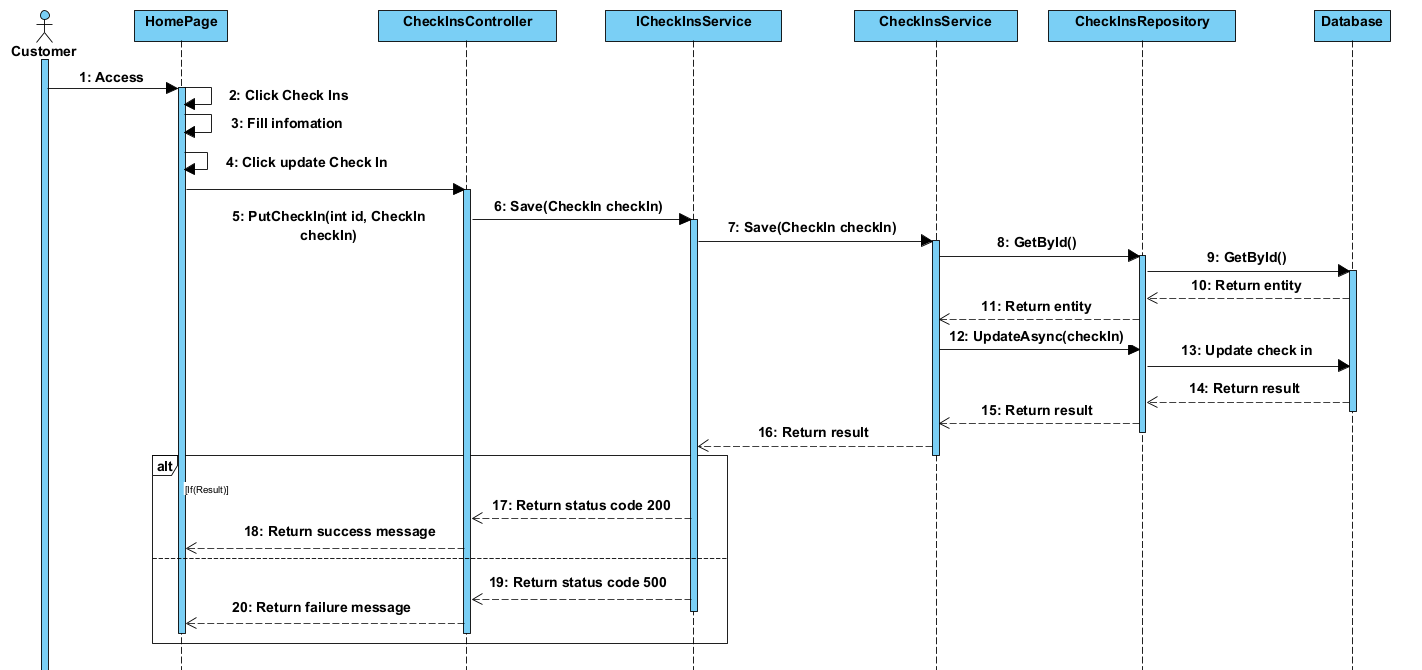 HomePage
CheckInsController
ICheckInsService
CheckInsService
CheckInsRepository
Database
Customer
1: Access
2: Click Check Ins
3: Fill infomation
4: Click update Check In
5: PutCheckIn(int id, CheckIn
checkIn)
6: Save(CheckIn checkIn)
7: Save(CheckIn checkIn)
8: GetById()
9: GetById()
10: Return entity
11: Return entity
12: UpdateAsync(checkIn)
13: Update check in
14: Return result
15: Return result
16: Return result
alt
[If(Result)]
17: Return status code 200
18: Return success message
19: Return status code 500
20: Return failure message